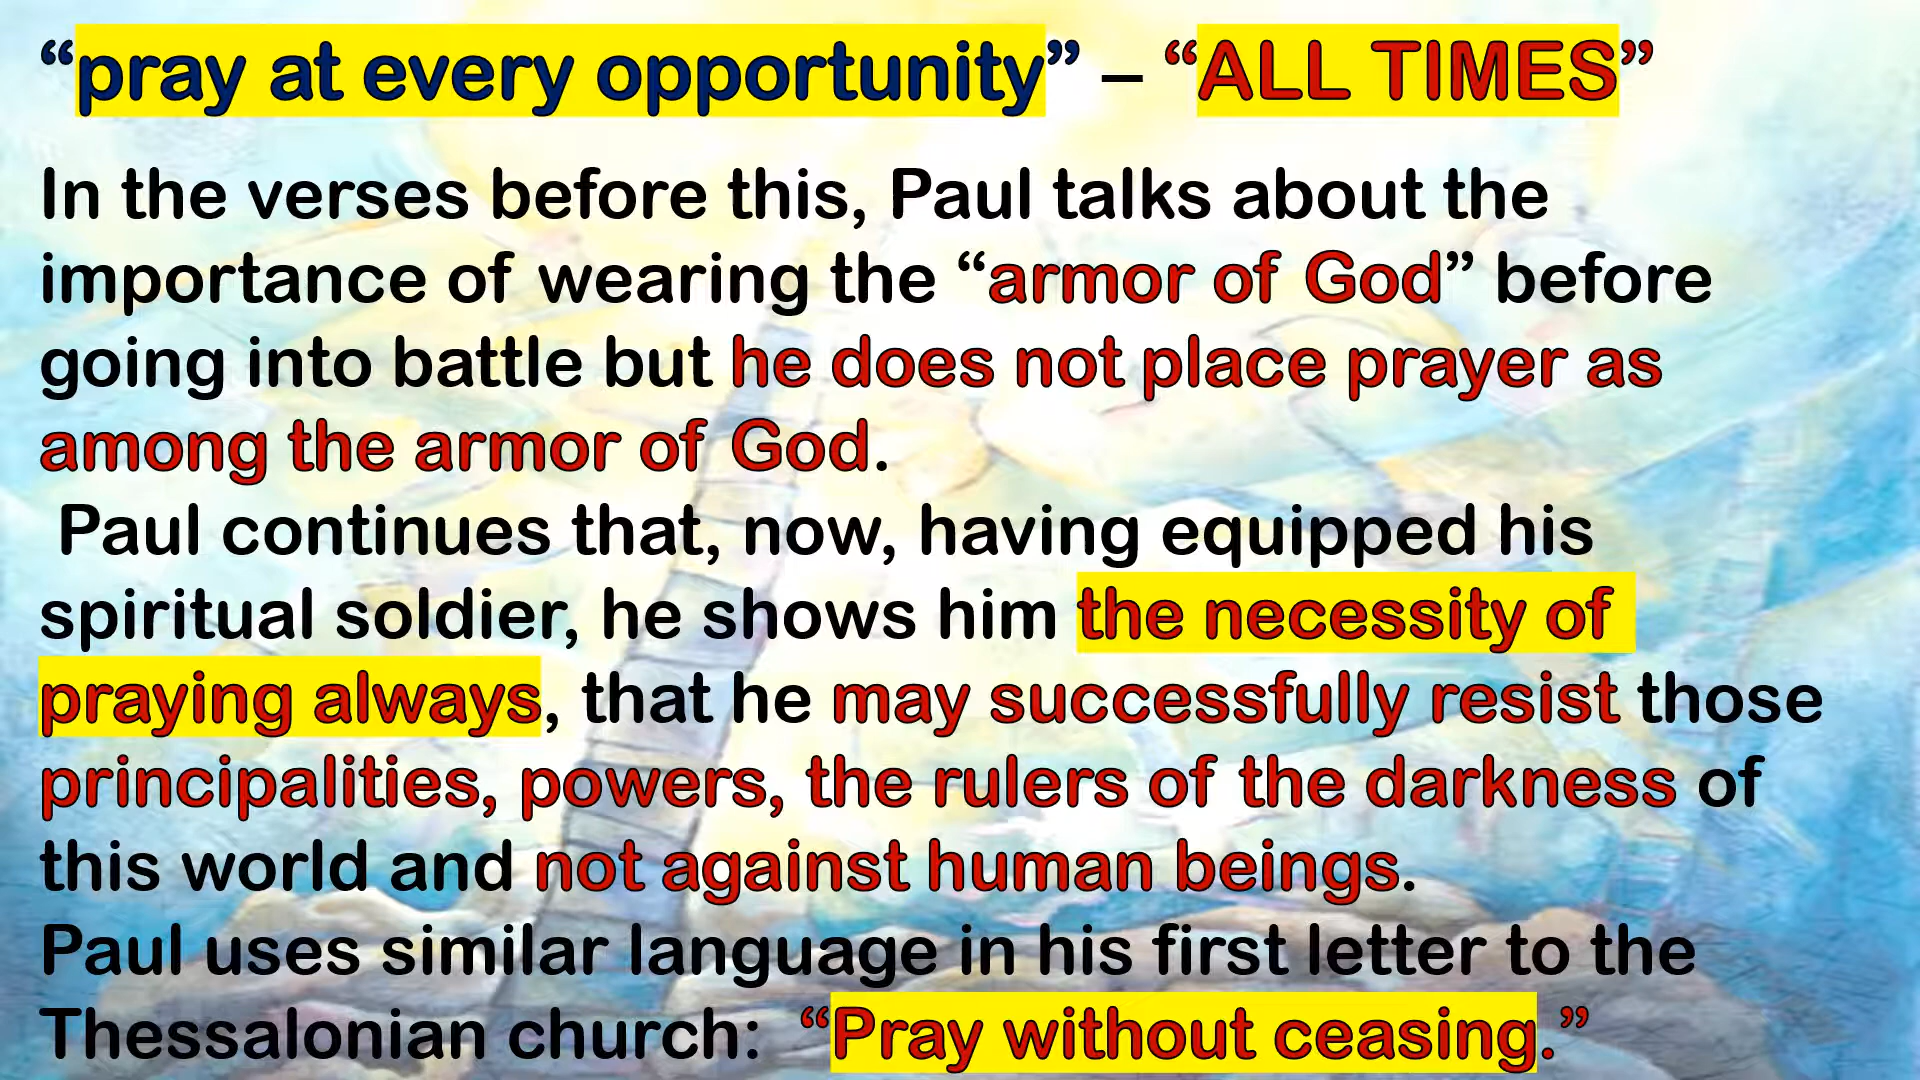 “pray at every opportunity” – “ALL TIMES”
In the verses before this, Paul talks about the
importance of wearing the “armor of God” before
going into battle but he does not place prayer as
among the armor of God.
Paul continues that, now, having equipped his
spiritual soldier, he shows him the necessity of
praying always, that he may successfully resist those
principalities, powers, the rulers of the darkness of
this world and not against human beings.
Paul uses similar language in his first letter to the
Thessalonian church: “Pray without ceasing.”